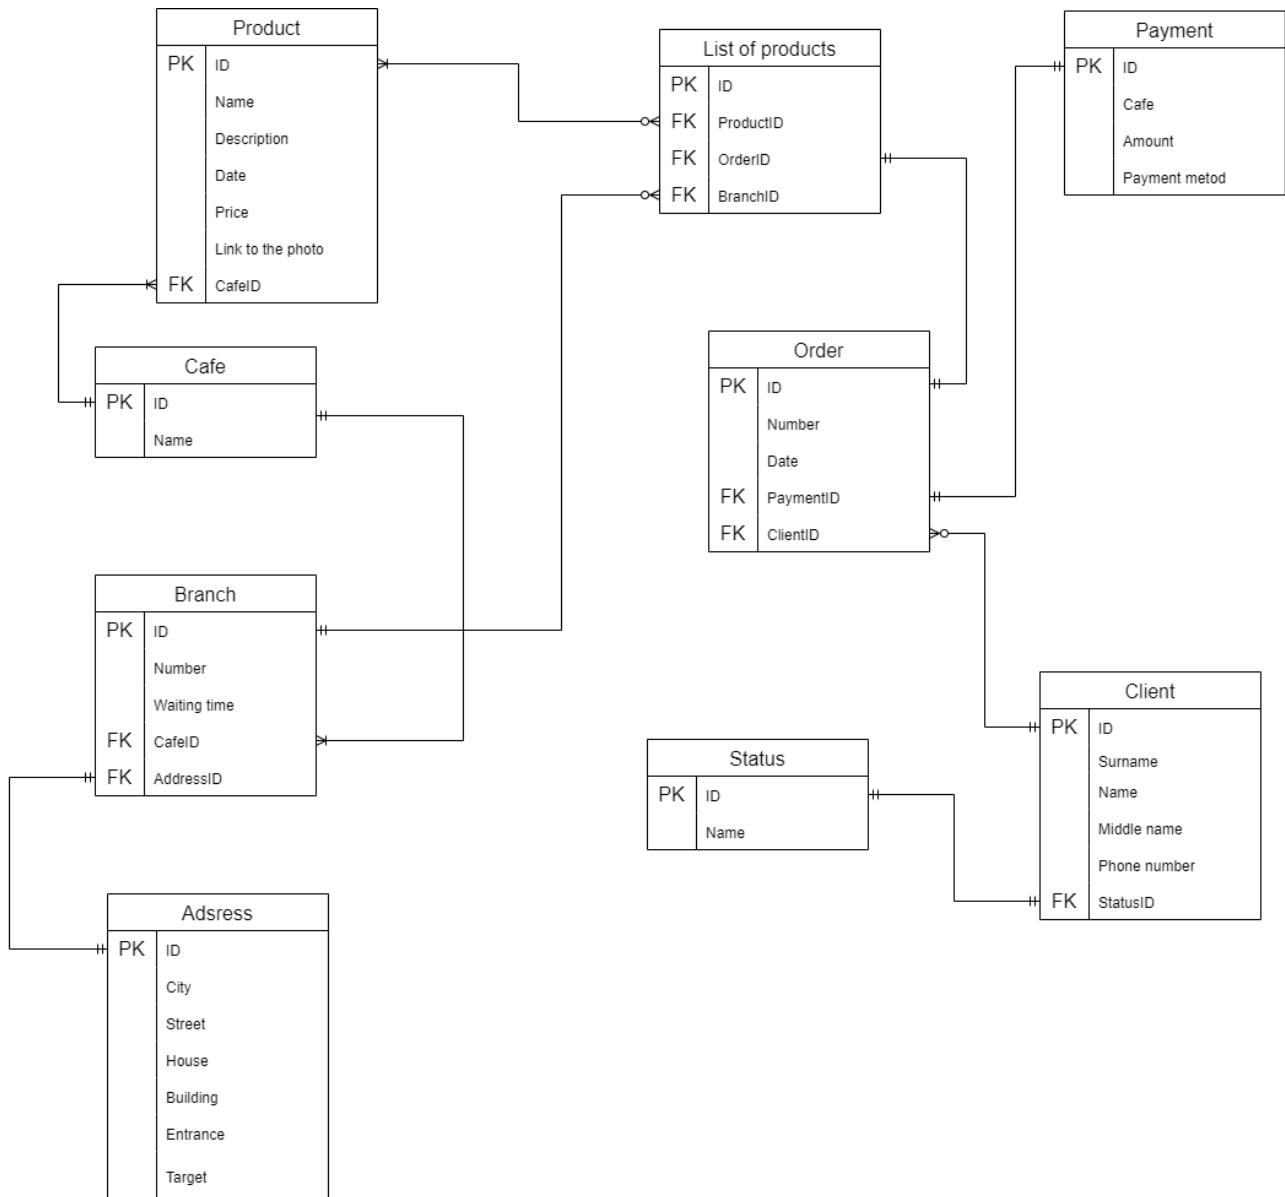 Product
PK ID
Name
Description
Date
Price
Link to the photo
FK CafeID
List of products
PK ID
FK ProductID
FK OrderID
FK BranchID
Payment
PK ID
Cafe
Amount
Payment metod
Cafe
PK ID
Name
Order
PK ID
Number
Date
FK PaymentID
FK ClientID
Branch
PK ID
Number
Waiting time
FK CafeID
FK AddressID
Status
PK ID
Name
Client
PK ID
Surname
Name
Middle name
Phone number
FK StatusID
Adsress
PK ID
City
Street
House
Building
Entrance
Target